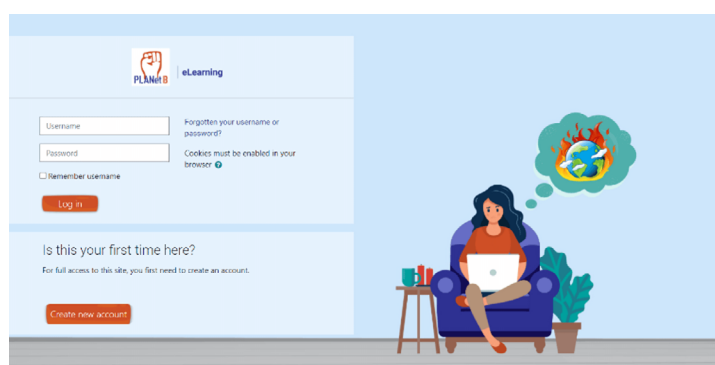 PLANet B
eLearning
Username
Forgotten your username or
password?
Password
Cookies must be enabled in your
browser
Remember username
Log in
Is this your first time here?
For full access to this site, you first need to create an account.
Create new account